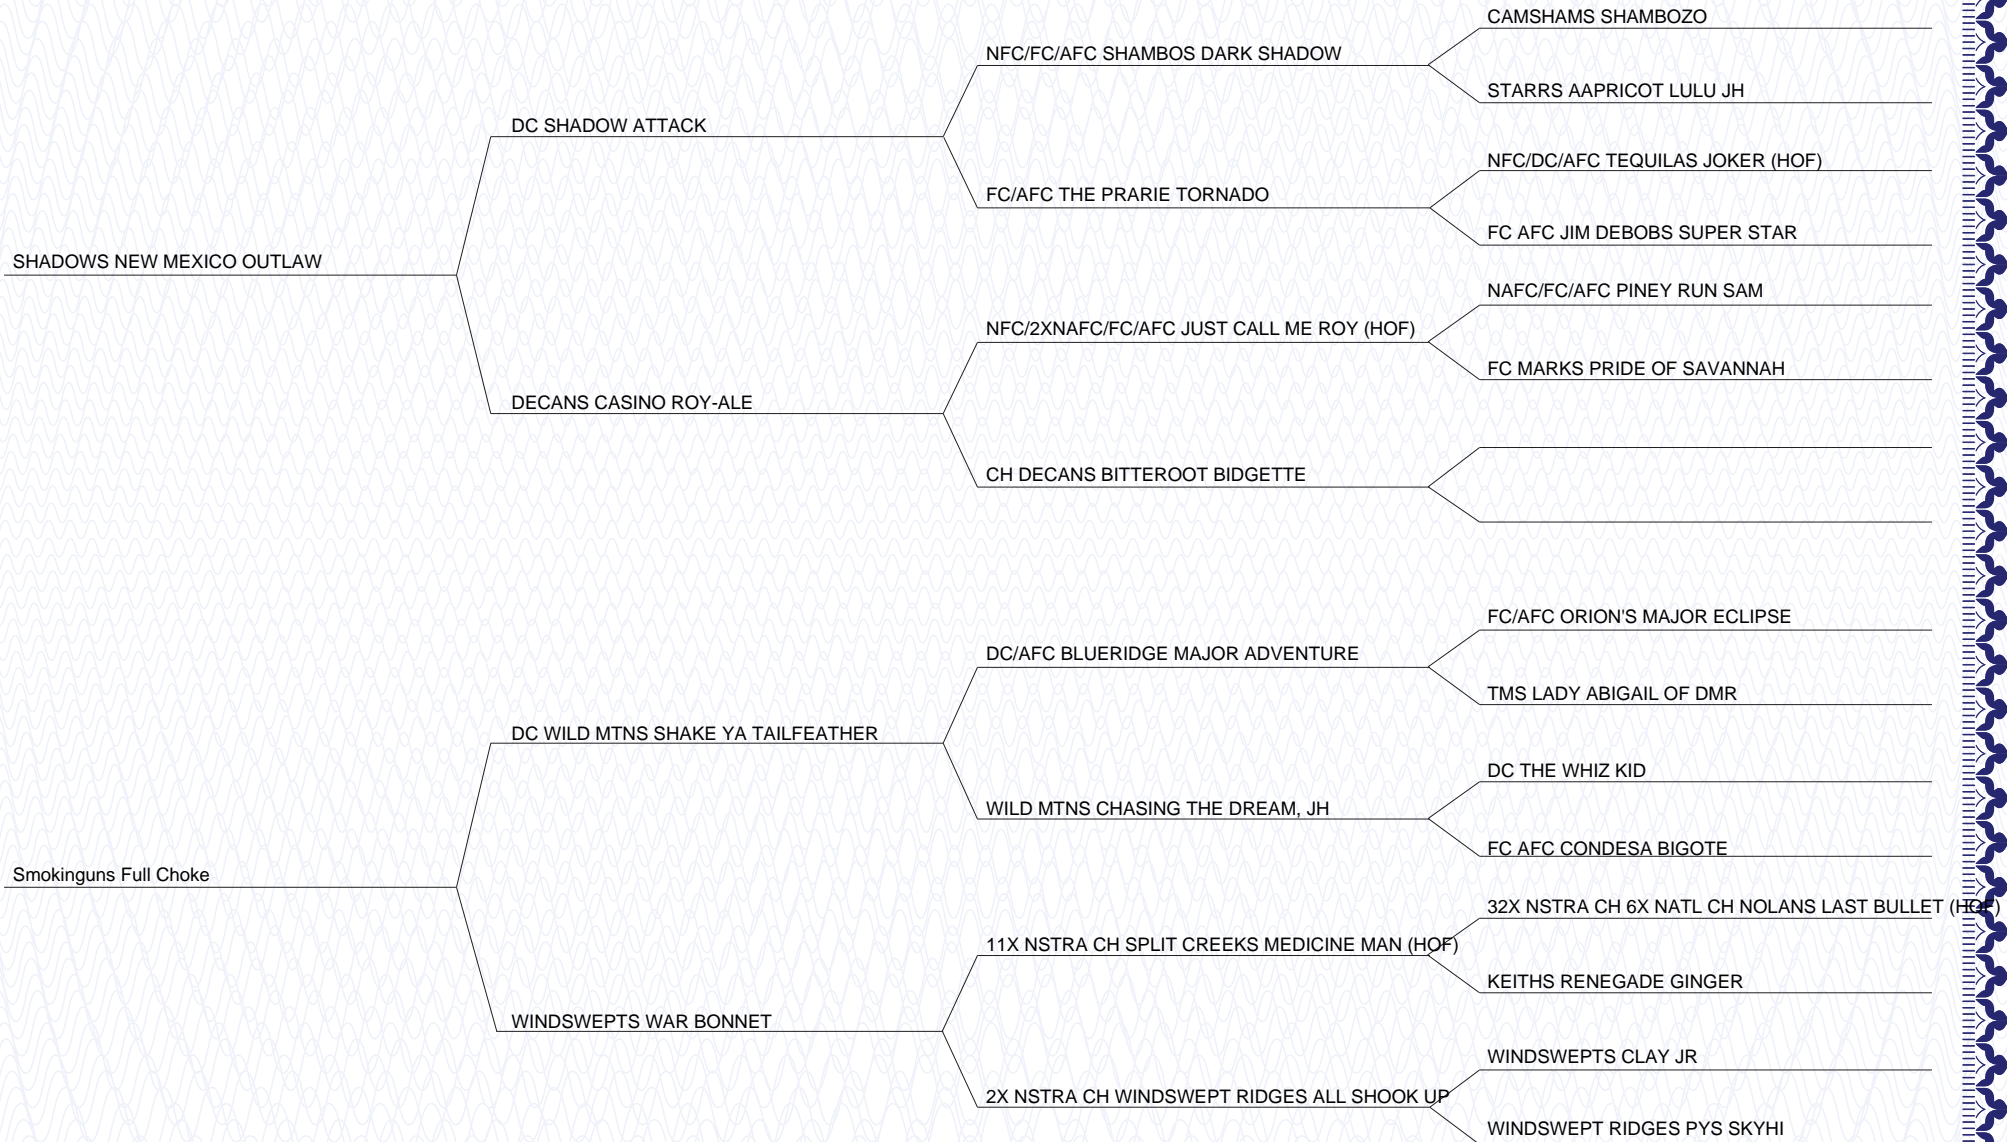 CAMSHAMS SHAMBOZO
NFC/FC/AFC SHAMBOS DARK SHADOW
STARRS AAPRICOT LULU JH
DC SHADOW ATTACK
NFC/DC/AFC TEQUILAS JOKER (HOF)
FC/AFC THE PRARIE TORNADO
FC AFC JIM DEBOBS SUPER STAR
SHADOWS NEW MEXICO OUTLAW
NAFC/FC/AFC PINEY RUN SAM
NFC/2XNAFC/FC/AFC JUST CALL ME ROY (HOF)
FC MARKS PRIDE OF SAVANNAH
DECANS CASINO ROY-ALE
CH DECANS BITTEROOT BIDGETTE
FC/AFC ORION'S MAJOR ECLIPSE
DC/AFC BLUERIDGE MAJOR ADVENTURE
TMS LADY ABIGAIL OF DMR
DC WILD MTNS SHAKE YA TAILFEATHER
DC THE WHIZ KID
WILD MTNS CHASING THE DREAM, JH
FC AFC CONDESA BIGOTE
Smokinguns Full Choke
32X NSTRA CH 6X NATL CH NOLANS LAST BULLET (HOF)
11X NSTRA CH SPLIT CREEKS MEDICINE MAN (HOF)
KEITHS RENEGADE GINGER
WINDSWEPTS WAR BONNET
WINDSWEPTS CLAY JR
2X NSTRA CH WINDSWEPT RIDGES ALL SHOOK UP
WINDSWEPT RIDGES PYS SKYHI